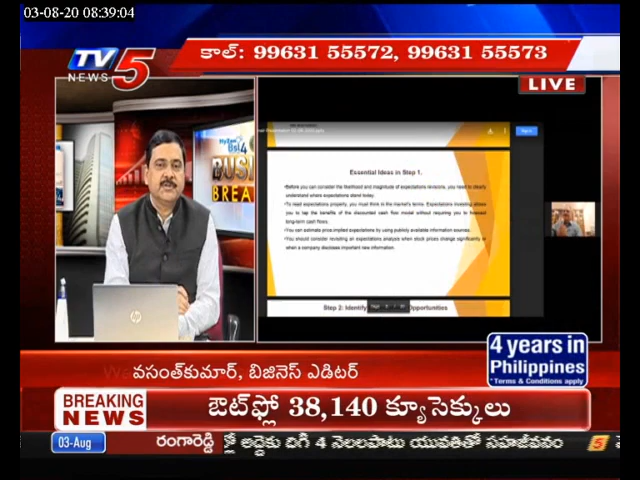 03-08-20 08:39:04
TV5
NEWS
కాల్: 99631 55572, 99631 55573
LIVE
BUSI
BREA
Essential Ideas in Step 1.
•Before you can consider the likelihood and magnitude of expectations revisions, you need to clearly
understand where expectations stand today.
•To read expectations properly, you must think in the market's terms. Expectations investing allows
you to tap the benefits of the discounted cash flow model without requiring you to forecast
long-term cash flows.
•You can estimate price-implied expectations by using publicly available information sources.
•You should consider revisiting an expectations analysis when stock prices change significantly or
when a company discloses important new information.
Step 2: Identify Opportunities
hp
వసంత్‌కుమార్, బిజినెస్ ఎడిటర్
4 years in
Philippines
*Terms & Conditions apply
BREAKING
NEWS
ఔట్‌ఫ్లో 38,140 క్యూసెక్కులు
03-Aug
రంగారెడ్డి అద్దెకు దిగి 4 నెలలపాటు యువతితో సహజీవనం
5